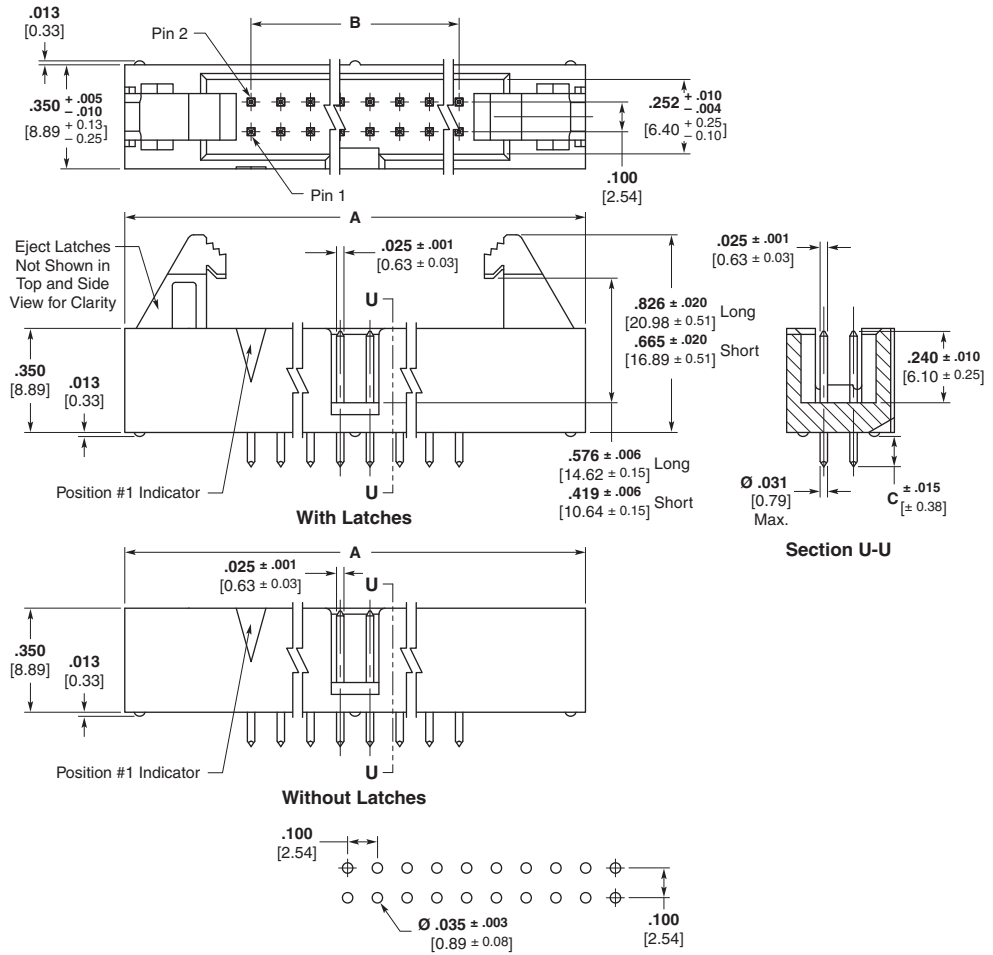 .013
[0.33]
Pin 2
B
.350 + .005 - .010
[8.89 + 0.13 - 0.25]
.252 + .010 - .004
[6.40 + 0.25 - 0.10]
.100
[2.54]
Pin 1
A
Eject Latches
Not Shown in
Top and Side
View for Clarity
.025 ± .001
[0.63 ± 0.03]
U
.826 ± .020
[20.98 ± 0.51] Long
.665 ± .020
[16.89 ± 0.51] Short
.350
[8.89]
.013
[0.33]
.576 ± .006
[14.62 ± 0.15] Long
.419 ± .006
[10.64 ± 0.15] Short
Position #1 Indicator
U
With Latches
.025 ± .001
[0.63 ± 0.03]
.240 ± .010
[6.10 ± 0.25]
Ø .031
[0.79]
Max.
C ± .015
[± 0.38]
Section U-U
A
.025 ± .001
[0.63 ± 0.03]
U
.350
[8.89]
.013
[0.33]
Position #1 Indicator
U
Without Latches
.100
[2.54]
Ø .035 ± .003
[0.89 ± 0.08]
.100
[2.54]